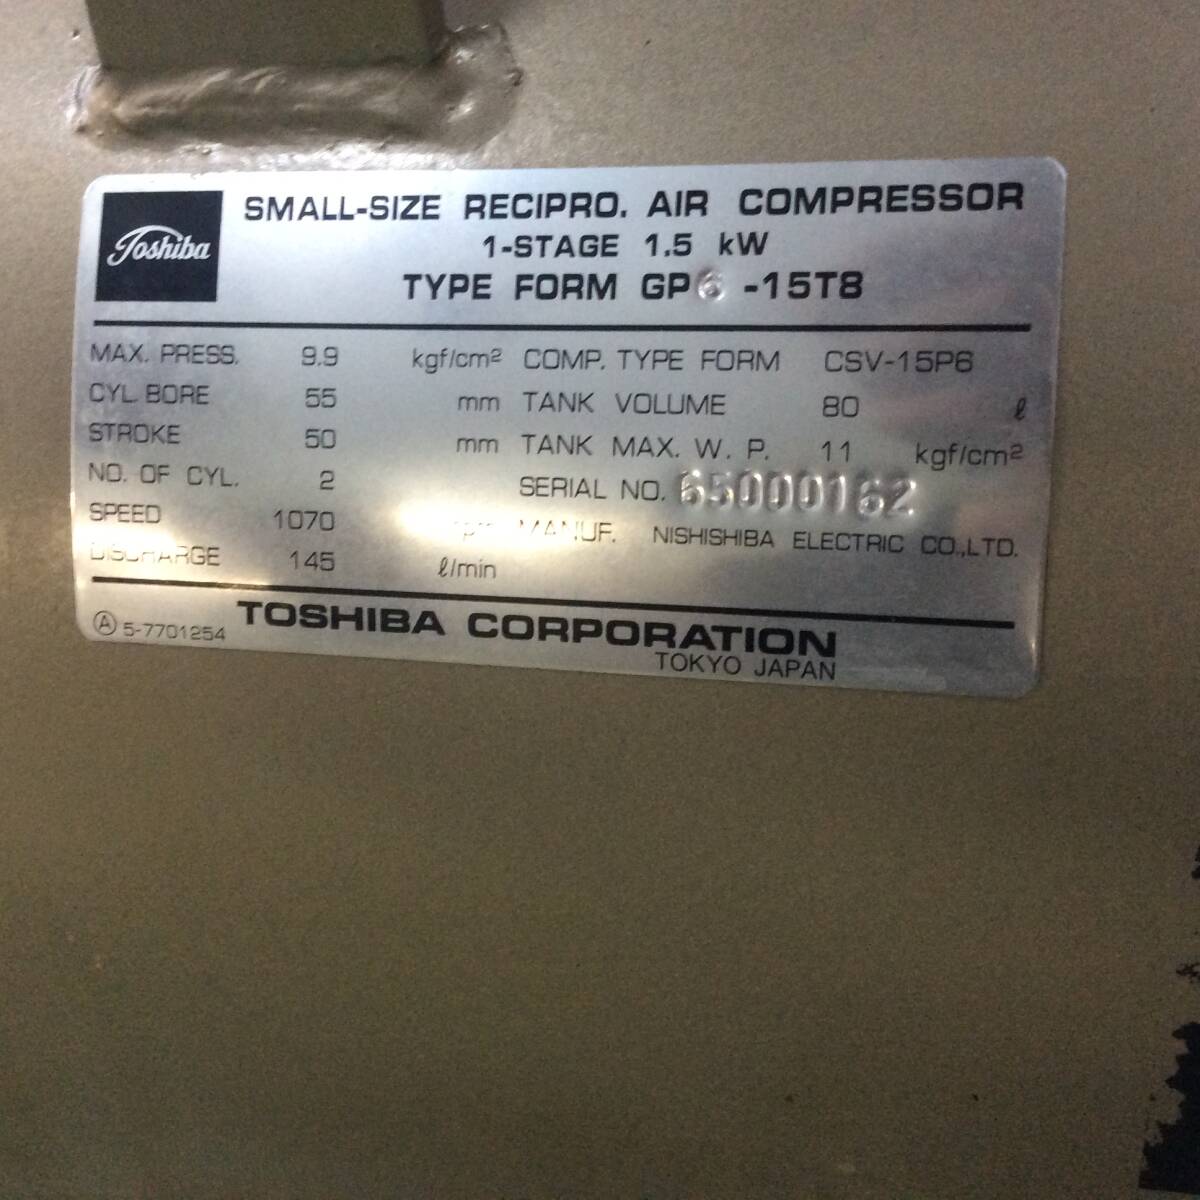 Toshiba
SMALL-SIZE RECIPRO. AIR COMPRESSOR
1-STAGE 1.5 kW
TYPE FORM GP6-15T8
MAX. PRESS. 9.9 kgf/cm²
CYL. BORE 55 mm
STROKE 50 mm
NO. OF CYL. 2
SPEED 1070 rpm
DISCHARGE 145 ℓ/min
COMP. TYPE FORM CSV-15P6
TANK VOLUME 80 ℓ
TANK MAX. W. P. 11 kgf/cm²
SERIAL NO. 65000162
MANUF. NISHISHIBA ELECTRIC CO.,LTD.
Ⓐ 5-7701254
TOSHIBA CORPORATION
TOKYO JAPAN